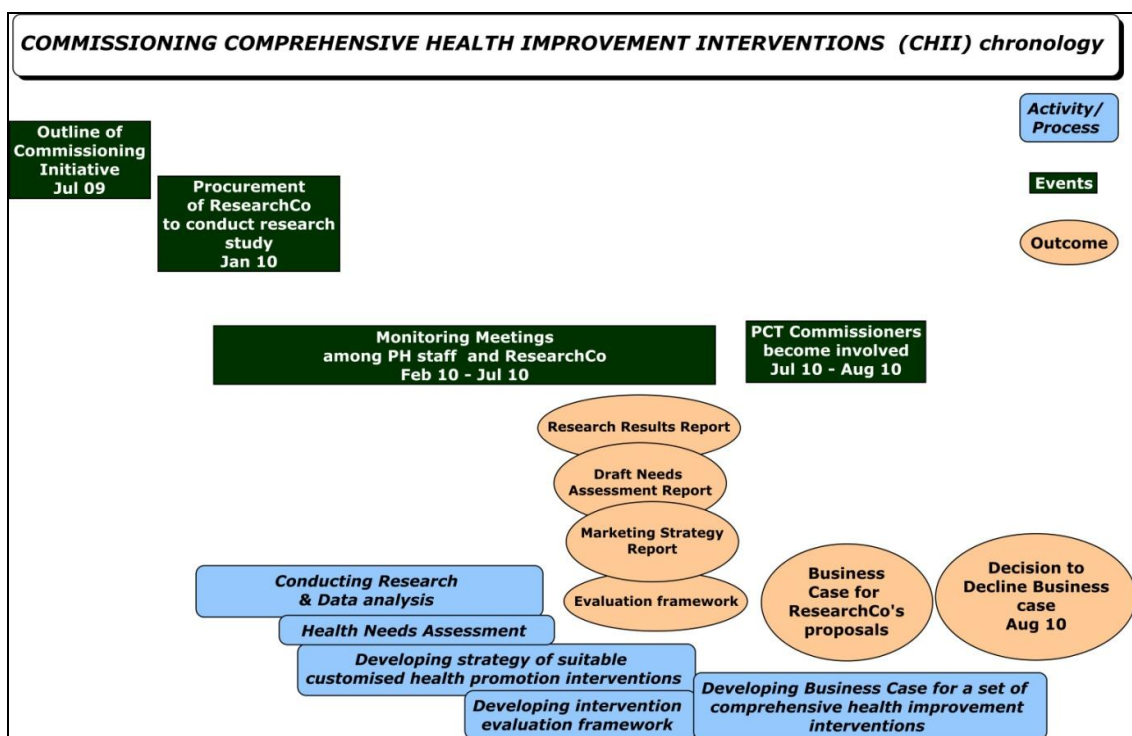 COMMISSIONING COMPREHENSIVE HEALTH IMPROVEMENT INTERVENTIONS (CHII) chronology
Activity/
Process
Events
Outcome
Outline of
Commissioning
Initiative
Jul 09
Procurement
of ResearchCo
to conduct research
study
Jan 10
Monitoring Meetings
among PH staff and ResearchCo
Feb 10 - Jul 10
PCT Commissioners
become involved
Jul 10 - Aug 10
Research Results Report
Draft Needs
Assessment Report
Marketing Strategy
Report
Evaluation framework
Business
Case for
ResearchCo's
proposals
Decision to
Decline Business
case
Aug 10
Conducting Research
& Data analysis
Health Needs Assessment
Developing strategy of suitable
customised health promotion interventions
Developing intervention
evaluation framework
Developing Business Case for a set of
comprehensive health improvement
interventions